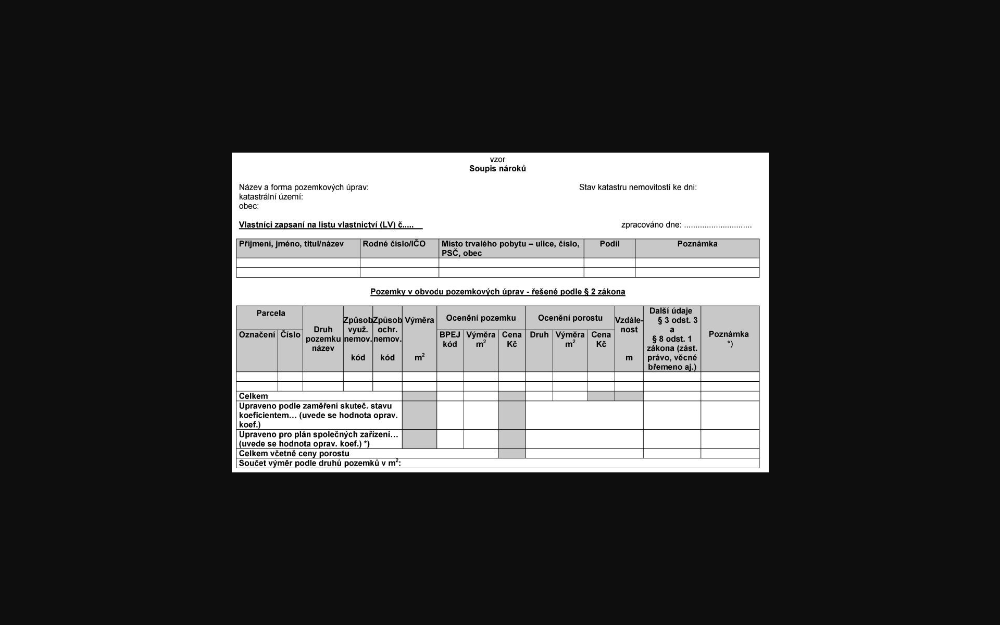 vzor
Soupis nároků
Název a forma pozemkových úprav:
Stav katastru nemovitostí ke dni:
katastrální území:
obec:
Vlastníci zapsaní na listu vlastnictví (LV) č.....
zpracováno dne: ..............................
Příjmení, jméno, titul/název
Rodné číslo/IČO
Místo trvalého pobytu – ulice, číslo,
PSČ, obec
Podíl
Poznámka
Pozemky v obvodu pozemkových úprav - řešené podle § 2 zákona
Parcela
Označení
Číslo
Druh
pozemku
název
Způsob
využ.
nemov.
kód
Způsob
ochr.
nemov.
kód
Výměra
m²
Ocenění pozemku
BPEJ
kód
Výměra
m²
Cena
Kč
Ocenění porostu
Druh
Výměra
m²
Cena
Kč
Vzdále-
nost
m
Další údaje
§ 3 odst. 3
a
§ 8 odst. 1
zákona (zást.
právo, věcné
břemeno aj.)
Poznámka
*)
Celkem
Upraveno podle zaměření skuteč. stavu
koeficientem… (uvede se hodnota oprav.
koef.)
Upraveno pro plán společných zařízení…
(uvede se hodnota oprav. koef.) *)
Celkem včetně ceny porostu
Součet výměr podle druhů pozemků v m²: